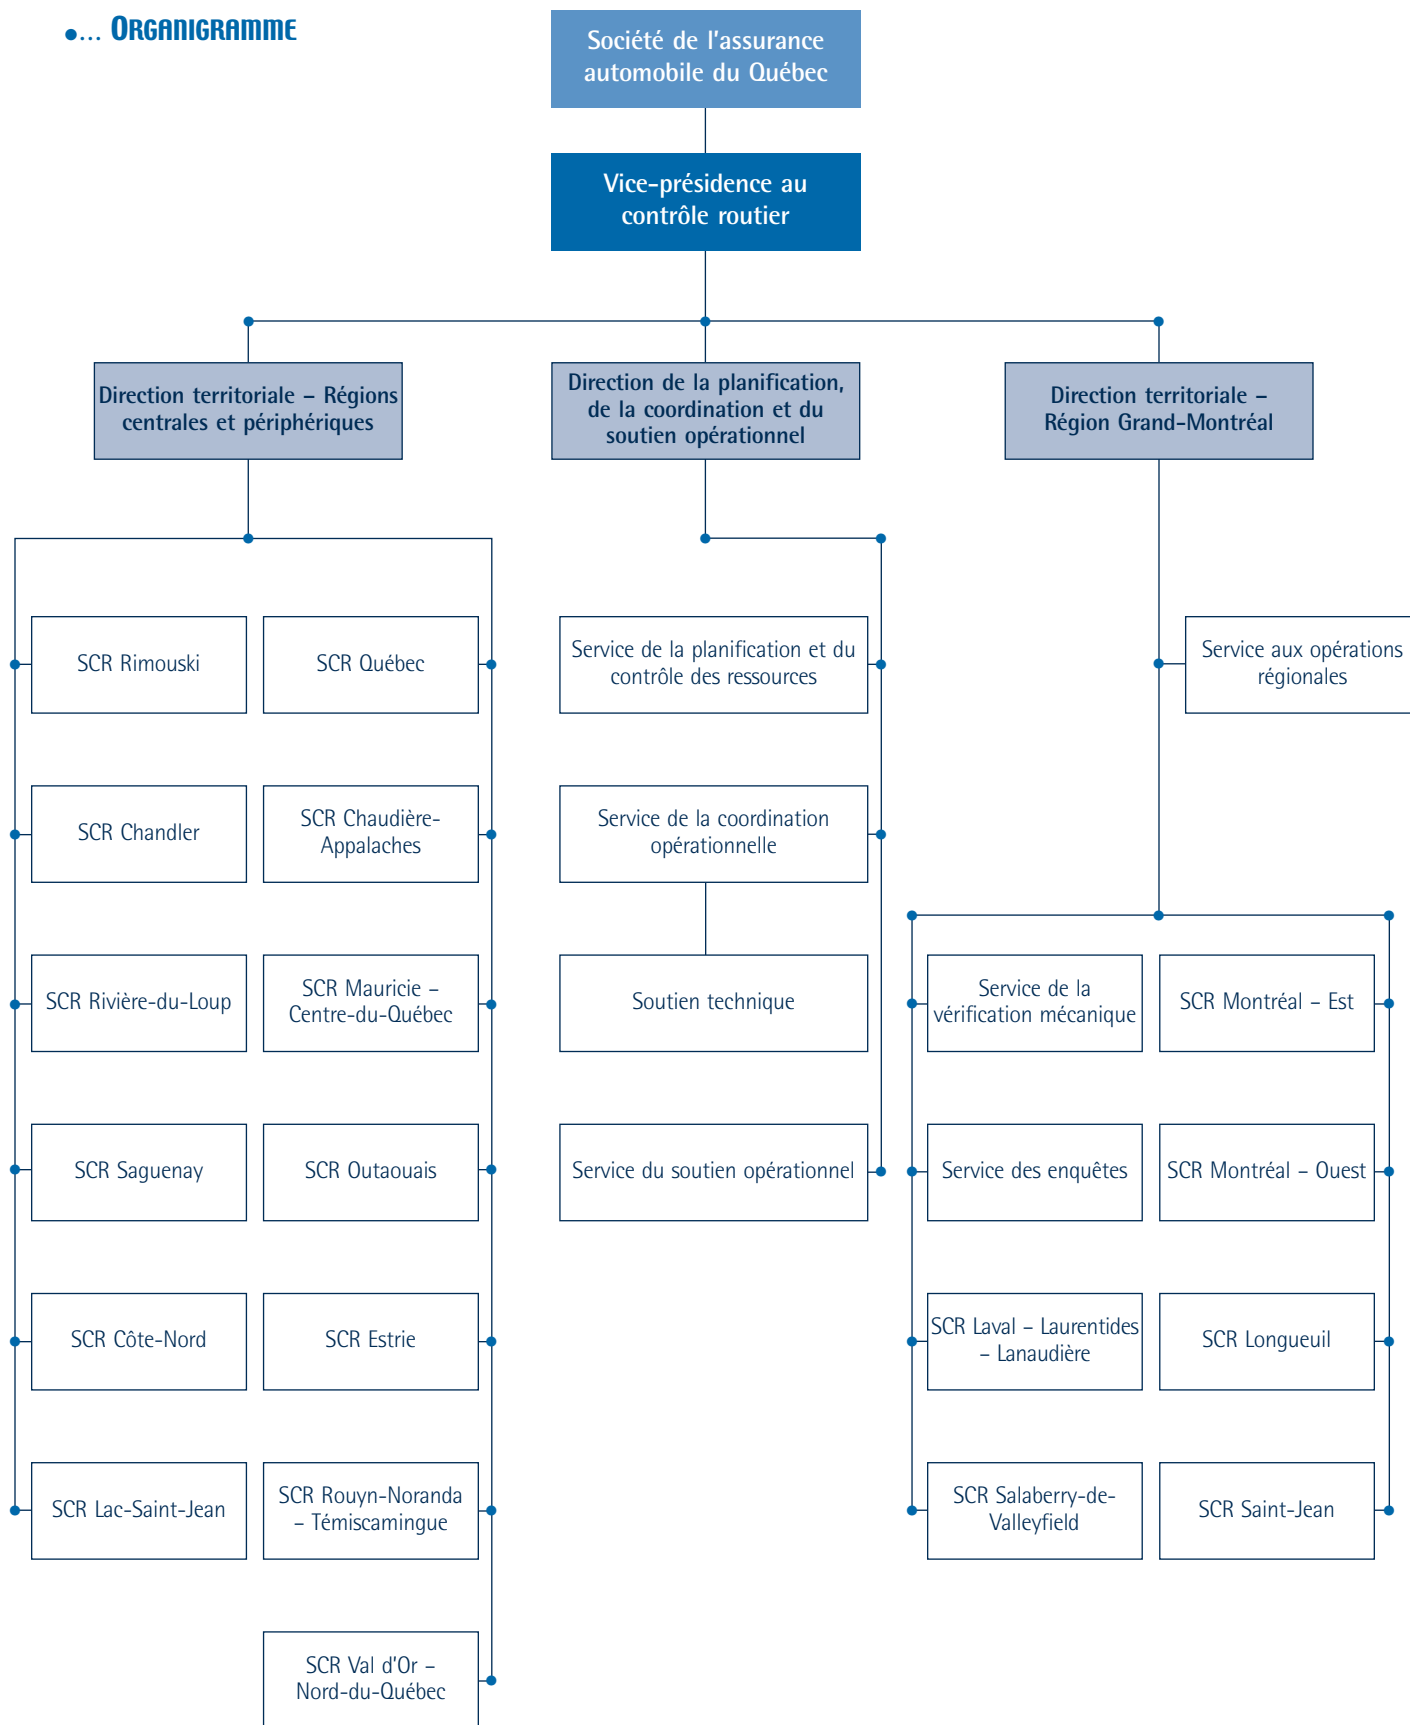 •... ORGANIGRAMME
Société de l'assurance
automobile du Québec
Vice-présidence au
contrôle routier
Direction territoriale – Régions
centrales et périphériques
Direction de la planification,
de la coordination et du
soutien opérationnel
Direction territoriale –
Région Grand-Montréal
SCR Rimouski
SCR Québec
SCR Chandler
SCR Chaudière-
Appalaches
SCR Rivière-du-Loup
SCR Mauricie –
Centre-du-Québec
SCR Saguenay
SCR Outaouais
SCR Côte-Nord
SCR Estrie
SCR Lac-Saint-Jean
SCR Rouyn-Noranda
– Témiscamingue
SCR Val d'Or –
Nord-du-Québec
Service de la planification et du
contrôle des ressources
Service de la coordination
opérationnelle
Soutien technique
Service du soutien opérationnel
Service aux opérations
régionales
Service de la
vérification mécanique
SCR Montréal – Est
Service des enquêtes
SCR Montréal – Ouest
SCR Laval – Laurentides
– Lanaudière
SCR Longueuil
SCR Salaberry-de-
Valleyfield
SCR Saint-Jean